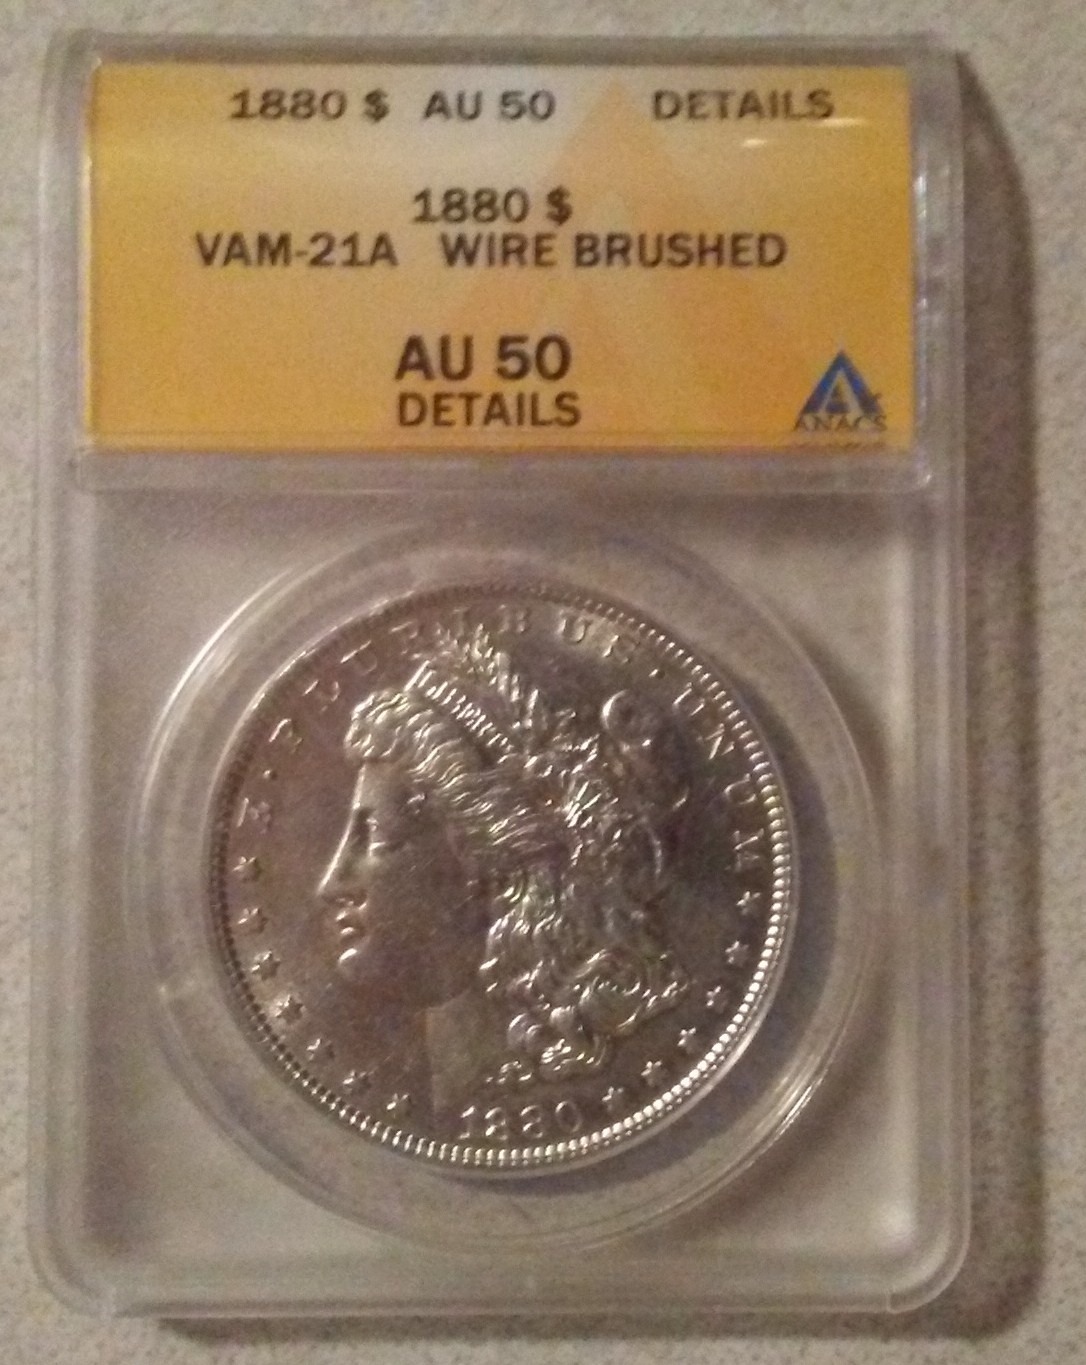 1880 $ AU 50 DETAILS
1880 $
VAM-21A WIRE BRUSHED
AU 50
DETAILS
ANACS
E · PLURIBUS · UNUM
LIBERTY
1880